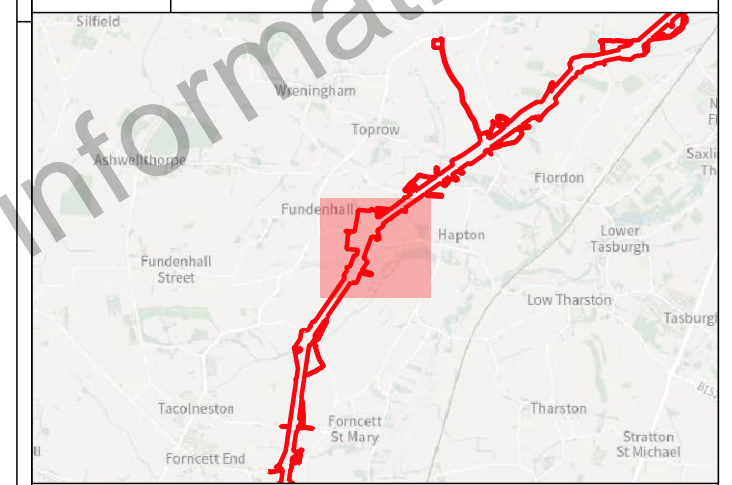 Silfield
Informati
Wreningham
Toprow
Ashwellthorpe
Saxli
Th
Flordon
Fundenhall
Hapton
Lower
Tasburgh
Fundenhall
Street
Low Tharston
Tasburgh
Tacolneston
Tharston
Forncett
St Mary
Stratton
St Michael
Forncett End